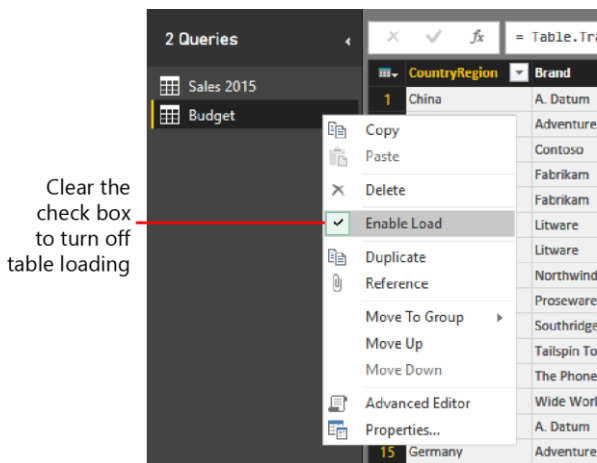 2 Queries
fx
= Table.Tra
CountryRegion
Brand
Sales 2015
Budget
1
China
A. Datum
Adventure
Contoso
Fabrikam
Fabrikam
Litware
Litware
Northwind
Proseware
Southridge
Tailspin To
The Phone
Wide Worl
A. Datum
15
Germany
Adventure
Copy
Paste
Delete
Enable Load
Duplicate
Reference
Move To Group
Move Up
Move Down
Advanced Editor
Properties...
Clear the
check box
to turn off
table loading